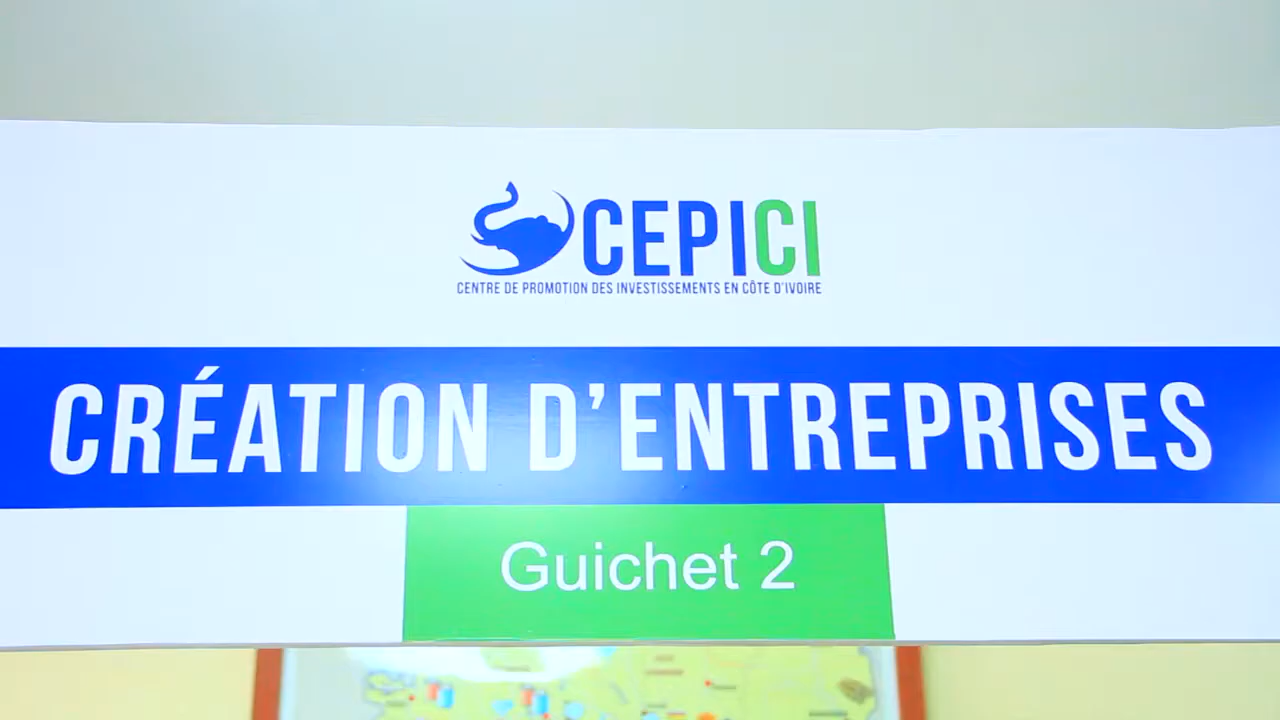 CEPICI
CENTRE DE PROMOTION DES INVESTISSEMENTS EN CÔTE D'IVOIRE
CRÉATION D'ENTREPRISES
Guichet 2